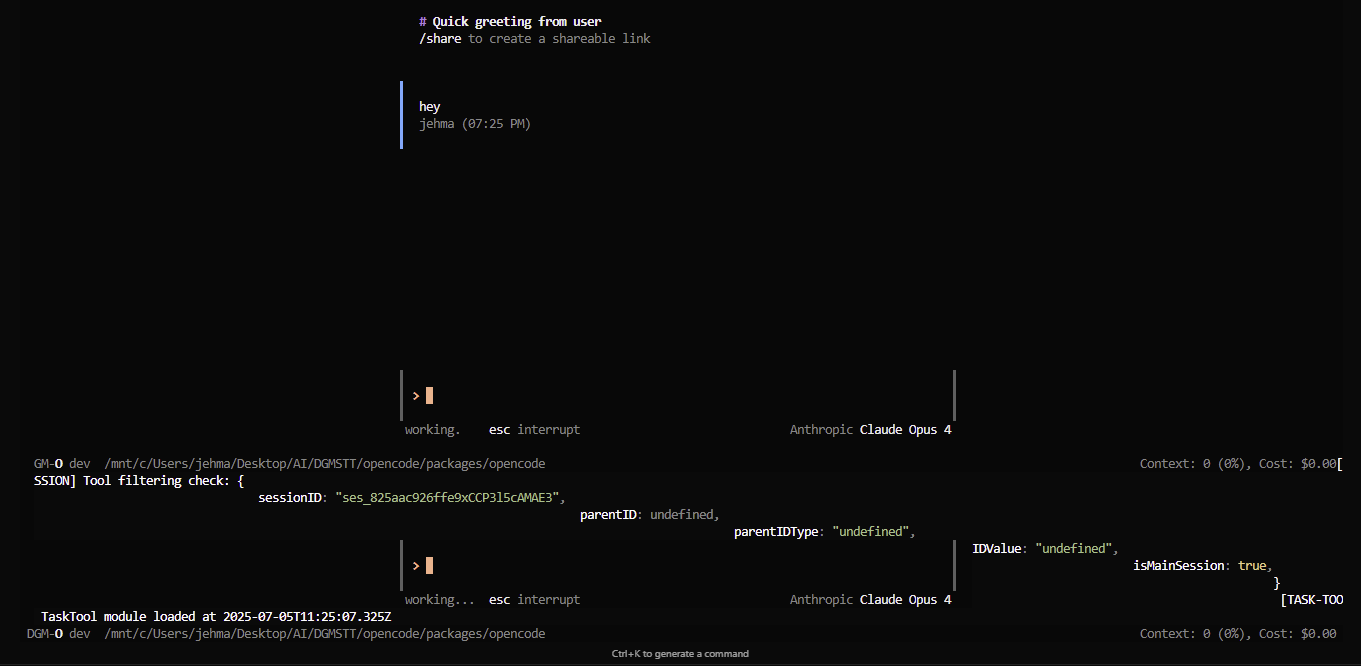 # Quick greeting from user
/share to create a shareable link
hey
jehma (07:25 PM)
>
working.    esc interrupt    Anthropic Claude Opus 4
GM-O dev  /mnt/c/Users/jehma/Desktop/AI/DGMSTT/opencode/packages/opencode    Context: 0 (0%), Cost: $0.00[
SSION] Tool filtering check: {
sessionID: "ses_825aac926ffe9xCCP3l5cAMAE3",
parentID: undefined,
parentIDType: "undefined",
IDValue: "undefined",
>    isMainSession: true,
}
working...  esc interrupt    Anthropic Claude Opus 4    [TASK-TOO
TaskTool module loaded at 2025-07-05T11:25:07.325Z
DGM-O dev  /mnt/c/Users/jehma/Desktop/AI/DGMSTT/opencode/packages/opencode    Context: 0 (0%), Cost: $0.00
Ctrl+K to generate a command